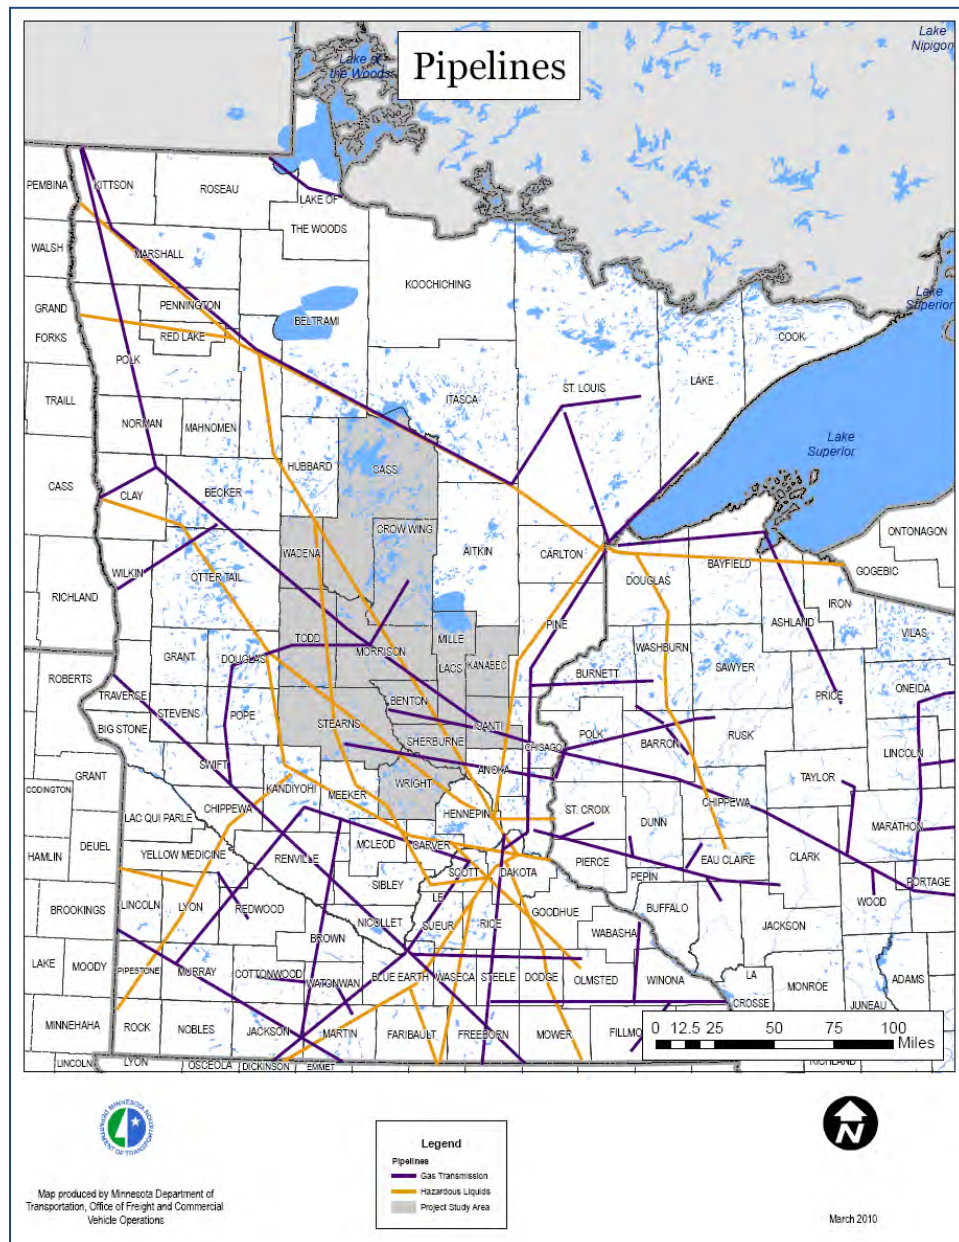 Pipelines
Lake
Nipigon
Lake of
the Woods
PEMBINA
KITTSON
ROSEAU
LAKE OF
THE WOODS
WALSH
MARSHALL
KOOCHICHING
GRAND
FORKS
PENNINGTON
RED LAKE
BELTRAMI
Lake
Superior
COOK
POLK
LAKE
ST. LOUIS
TRAILL
ITASCA
NORMAN
MAHNOMEN
Lake
Superior
CASS
CLAY
BECKER
HUBBARD
CASS
CROW WING
WADENA
AITKIN
CARLTON
ONTONAGON
BAYFIELD
GOGEBIC
DOUGLAS
WILKIN
OTTER TAIL
RICHLAND
IRON
ASHLAND
VILAS
PINE
TODD
MORRISON
MILLE
LACS
KANABEC
WASHBURN
SAWYER
GRANT
DOUGLAS
ROBERTS
TRAVERSE
BURNETT
PRICE
ONEIDA
BENTON
STEVENS
POPE
BIG STONE
STEARNS
ISANTI
SHERBURNE
CHISAGO
POLK
BARRON
RUSK
LINCOLN
SWIFT
ANOKA
TAYLOR
GRANT
CODINGTON
KANDIYOHI
MEEKER
WRIGHT
CHIPPEWA
LAC QUI PARLE
HENNEPIN
ST. CROIX
CHIPPEWA
DUNN
MARATHON
DEUEL
HAMLIN
YELLOW MEDICINE
RENVILLE
MCLEOD
CARVER
SCOTT
DAKOTA
PIERCE
EAU CLAIRE
CLARK
PEPIN
SIBLEY
PORTAGE
WOOD
BROOKINGS
LINCOLN
LYON
REDWOOD
NICOLLET
LE
SUEUR
RICE
GOODHUE
BUFFALO
WABASHA
JACKSON
BROWN
LAKE
MOODY
PIPESTONE
MURRAY
COTTONWOOD
WATONWAN
BLUE EARTH
WASECA
STEELE
DODGE
OLMSTED
WINONA
LA
CROSSE
MONROE
ADAMS
JUNEAU
MINNEHAHA
ROCK
NOBLES
JACKSON
MARTIN
FARIBAULT
FREEBORN
MOWER
FILLMO
0 12.5 25 50 75 100
Miles
LINCOLN
LYON
OSCEOLA
DICKINSON
EMMET
RICHLAND
DEPARTMENT OF TRANSPORTATION
MINNESOTA
Legend
Pipelines
Gas Transmission
Hazardous Liquids
Project Study Area
N
Map produced by Minnesota Department of
Transportation, Office of Freight and Commercial
Vehicle Operations
March 2010